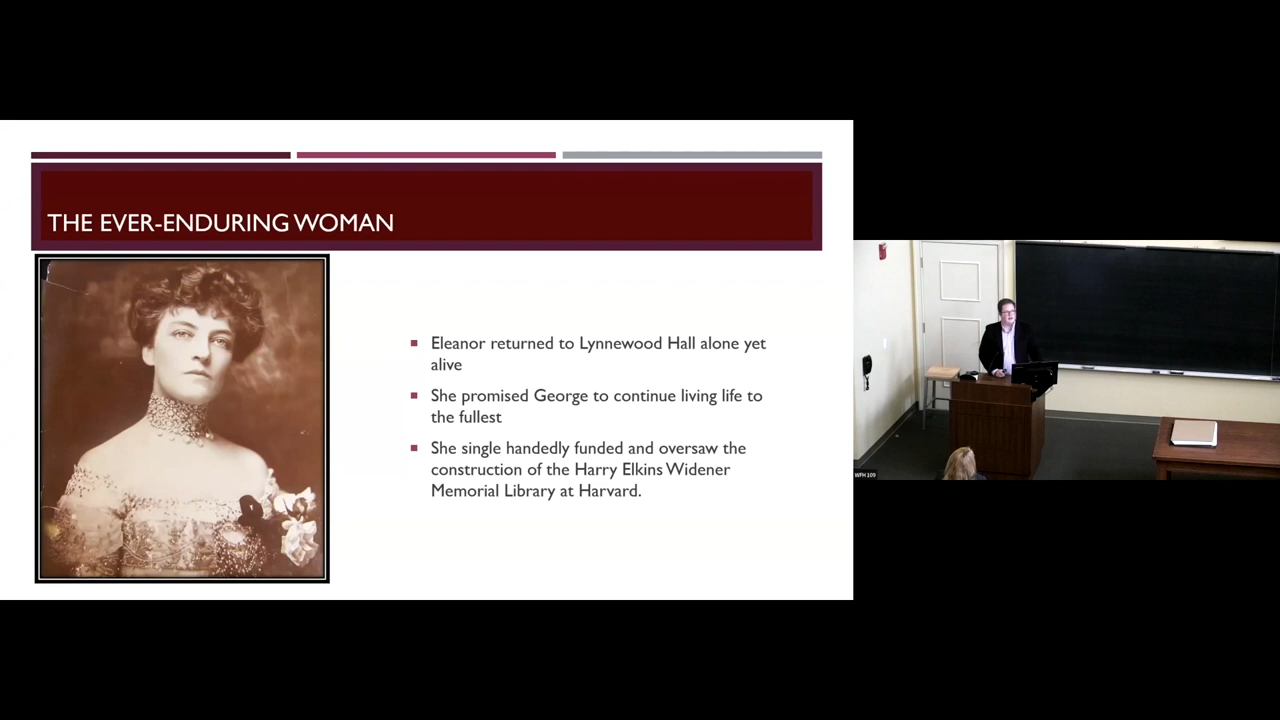 THE EVER-ENDURING WOMAN
Eleanor returned to Lynnewood Hall alone yet
alive
She promised George to continue living life to
the fullest
She single handedly funded and oversaw the
construction of the Harry Elkins Widener
Memorial Library at Harvard.
WFH 109